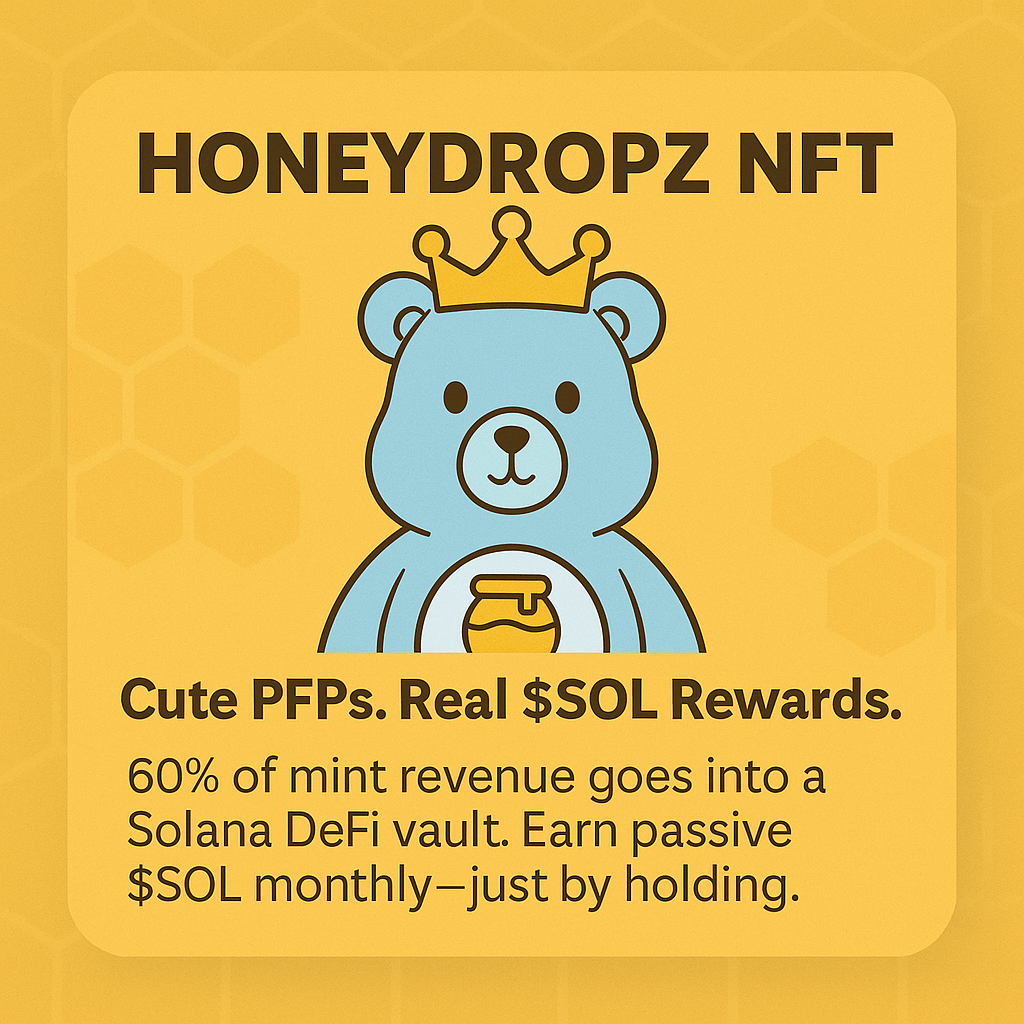 HONEYDROPZ NFT
Cute PFPs. Real $SOL Rewards.
60% of mint revenue goes into a
Solana DeFi vault. Earn passive
$SOL monthly—just by holding.